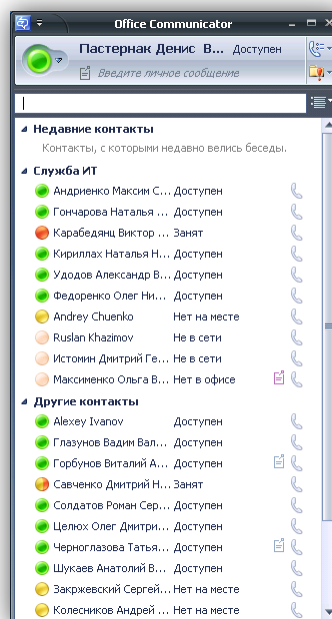 Office Communicator
Пастернак Денис В... Доступен
Введите личное сообщение
Недавние контакты
Контакты, с которыми недавно велись беседы.
Служба ИТ
Андриенко Максим С... Доступен
Гончарова Наталья ... Доступен
Карабедянц Виктор ... Занят
Кириллах Наталья Н... Доступен
Удодов Александр В... Доступен
Федоренко Олег Ни... Доступен
Andrey Chuenko Нет на месте
Ruslan Khazimov Не в сети
Истомин Дмитрий Ге... Не в сети
Максименко Ольга В... Нет в офисе
Другие контакты
Alexey Ivanov Доступен
Глазунов Вадим Вал... Доступен
Горбунов Виталий А... Доступен
Савченко Дмитрий Н... Занят
Солдатов Роман Сер... Доступен
Целюх Олег Дмитри... Доступен
Черноглазова Татья... Доступен
Шукаев Анатолий В... Доступен
Закржевский Сергей... Нет на месте
Колесников Андрей ... Нет на месте